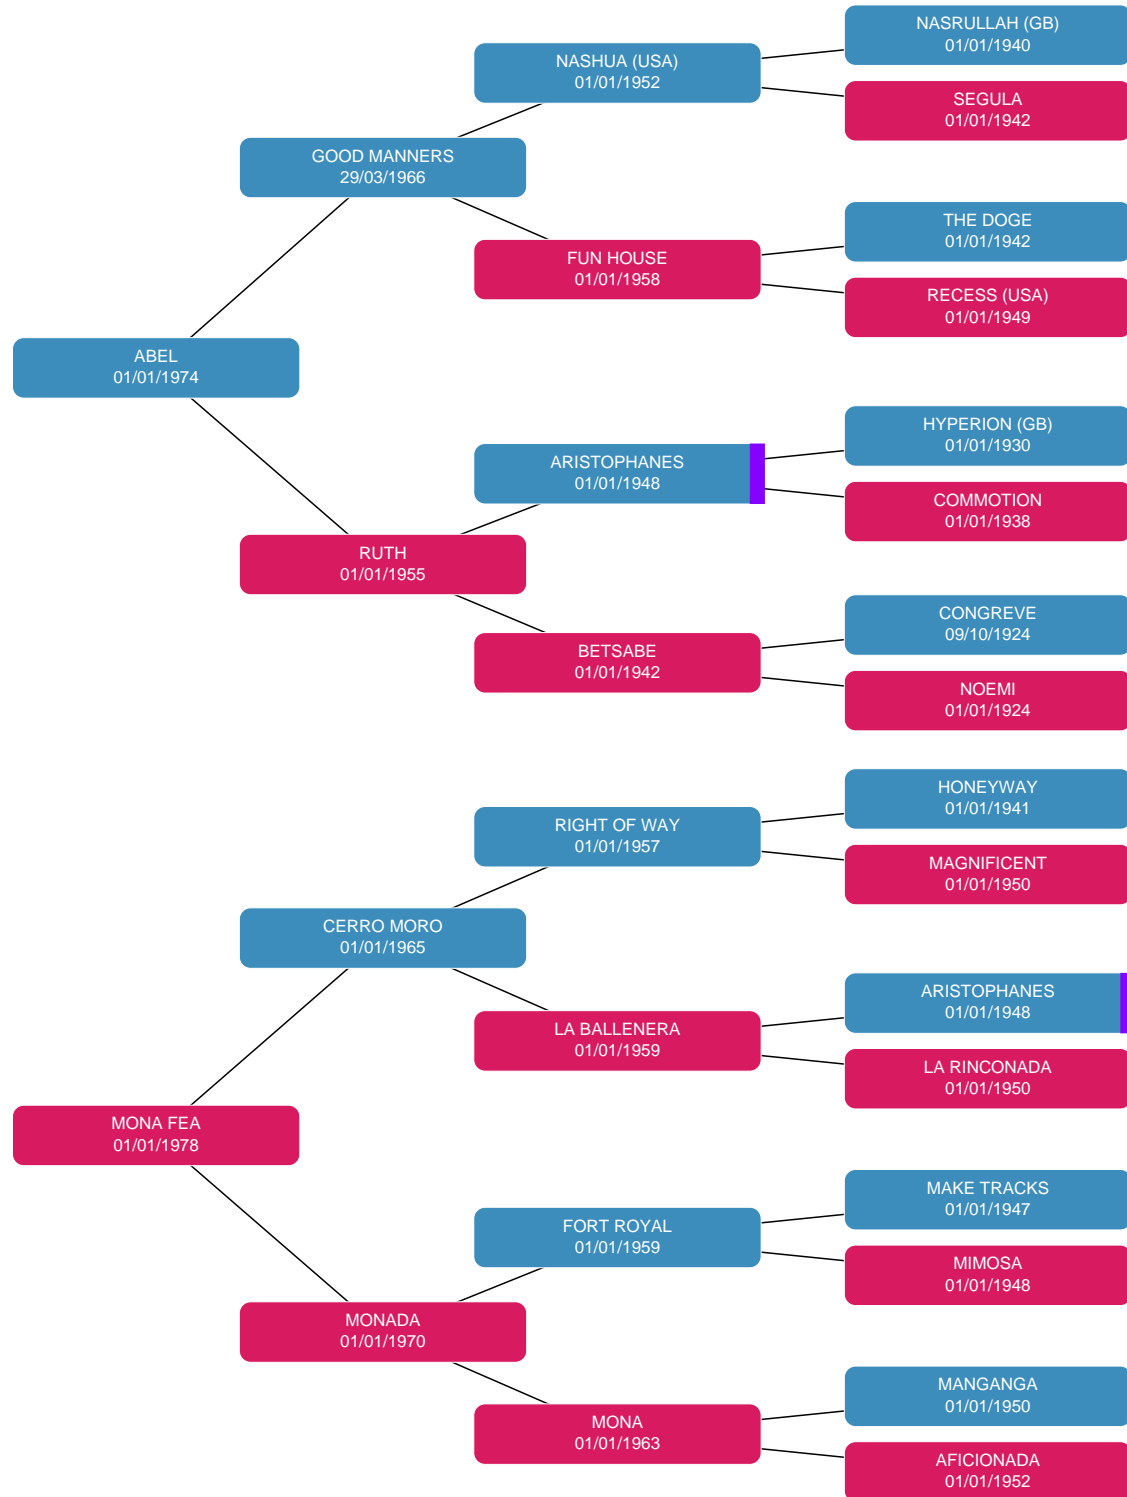 NASRULLAH (GB)
01/01/1940
NASHUA (USA)
01/01/1952
SEGULA
01/01/1942
GOOD MANNERS
29/03/1966
THE DOGE
01/01/1942
FUN HOUSE
01/01/1958
RECESS (USA)
01/01/1949
ABEL
01/01/1974
HYPERION (GB)
01/01/1930
ARISTOPHANES
01/01/1948
COMMOTION
01/01/1938
RUTH
01/01/1955
CONGREVE
09/10/1924
BETSABE
01/01/1942
NOEMI
01/01/1924
HONEYWAY
01/01/1941
RIGHT OF WAY
01/01/1957
MAGNIFICENT
01/01/1950
CERRO MORO
01/01/1965
ARISTOPHANES
01/01/1948
LA BALLENERA
01/01/1959
LA RINCONADA
01/01/1950
MONA FEA
01/01/1978
MAKE TRACKS
01/01/1947
FORT ROYAL
01/01/1959
MIMOSA
01/01/1948
MONADA
01/01/1970
MANGANGA
01/01/1950
MONA
01/01/1963
AFICIONADA
01/01/1952